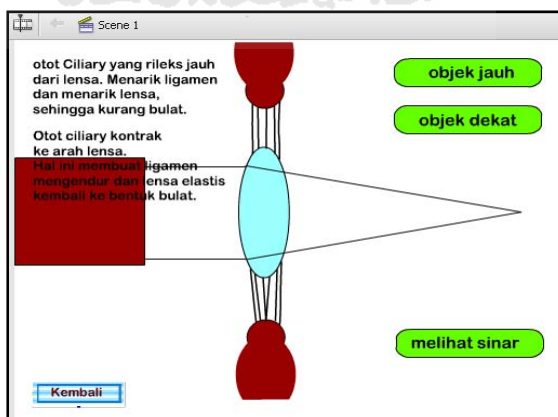 Scene 1
otot Ciliary yang rileks jauh
dari lensa. Menarik ligamen
dan menarik lensa,
sehingga kurang bulat.
Otot ciliary kontrak
ke arah lensa.
Hal ini membuat ligamen
mengendur dan lensa elastis
kembali ke bentuk bulat.
objek jauh
objek dekat
melihat sinar
Kembali